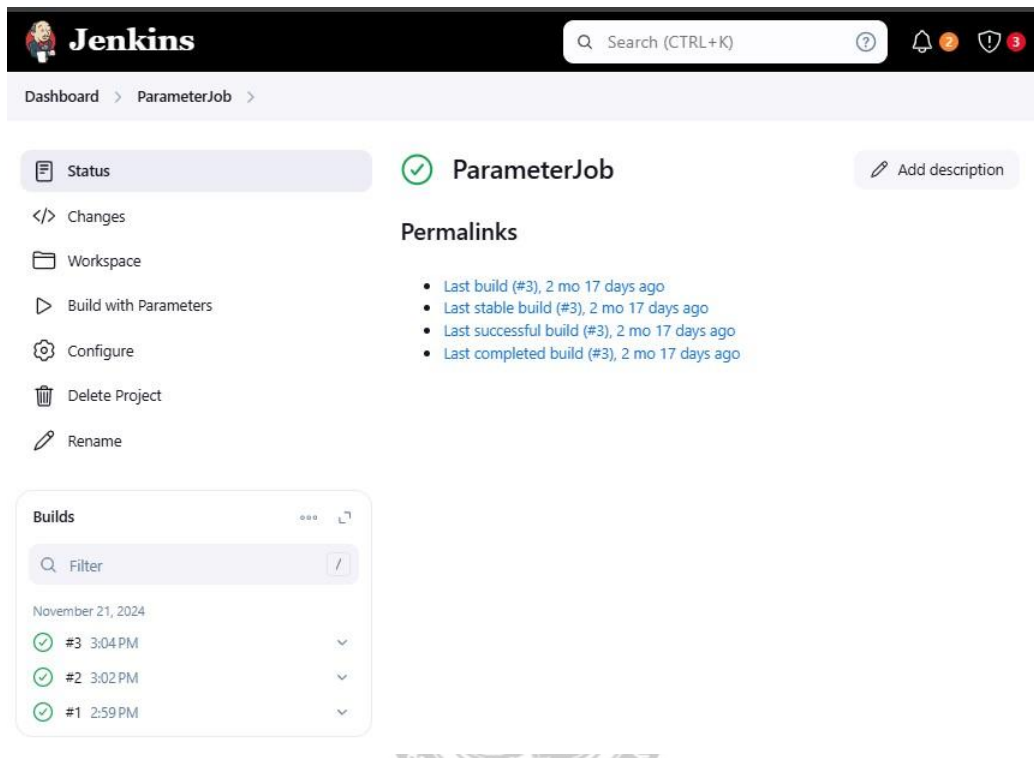 Jenkins
Search (CTRL+K)
?
2
3
Dashboard > ParameterJob >
Status
Changes
Workspace
Build with Parameters
Configure
Delete Project
Rename
ParameterJob
Add description
Permalinks
Last build (#3), 2 mo 17 days ago
Last stable build (#3), 2 mo 17 days ago
Last successful build (#3), 2 mo 17 days ago
Last completed build (#3), 2 mo 17 days ago
Builds
Filter /
November 21, 2024
#3 3:04 PM
#2 3:02 PM
#1 2:59 PM